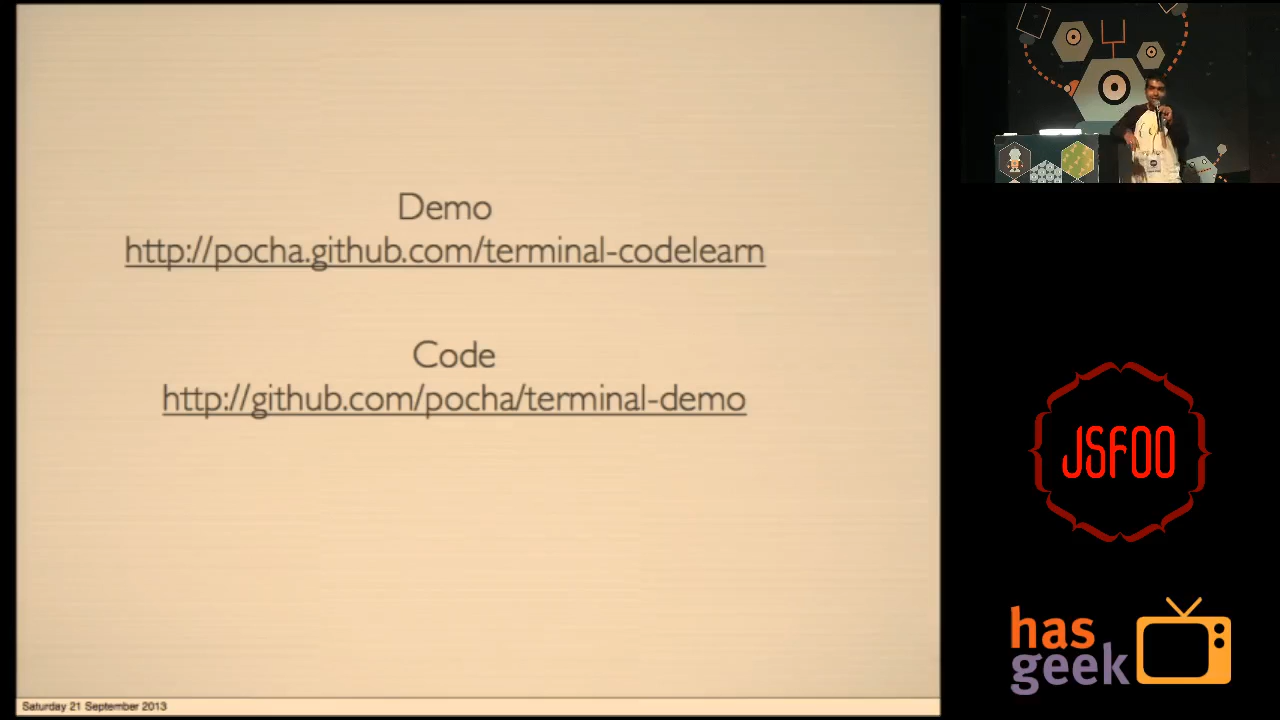 Demo
http://pocha.github.com/terminal-codelearn
Code
http://github.com/pocha/terminal-demo
Saturday 21 September 2013
JSFOO
has
geek